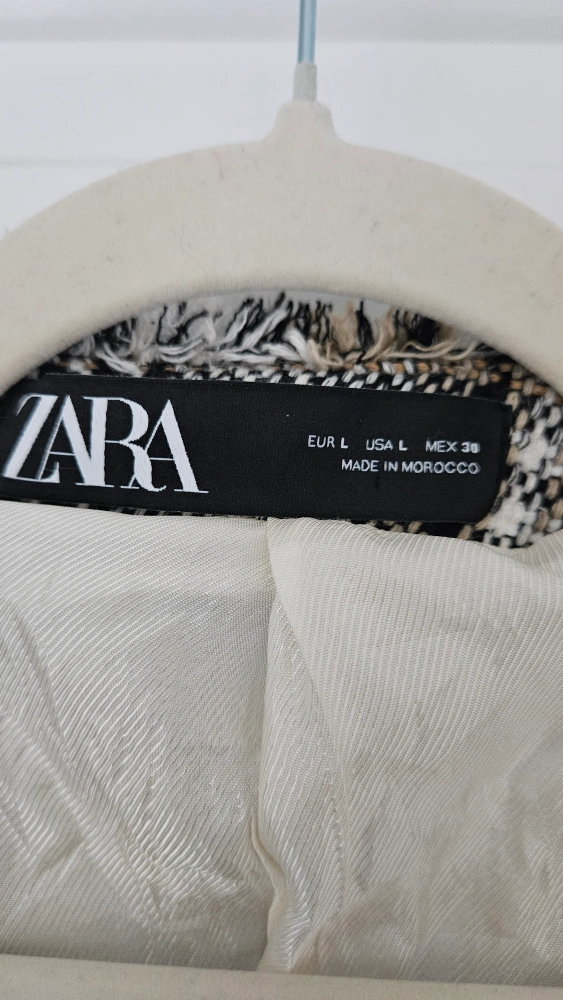 ZARA
EUR L USA L MEX 30
MADE IN MOROCCO